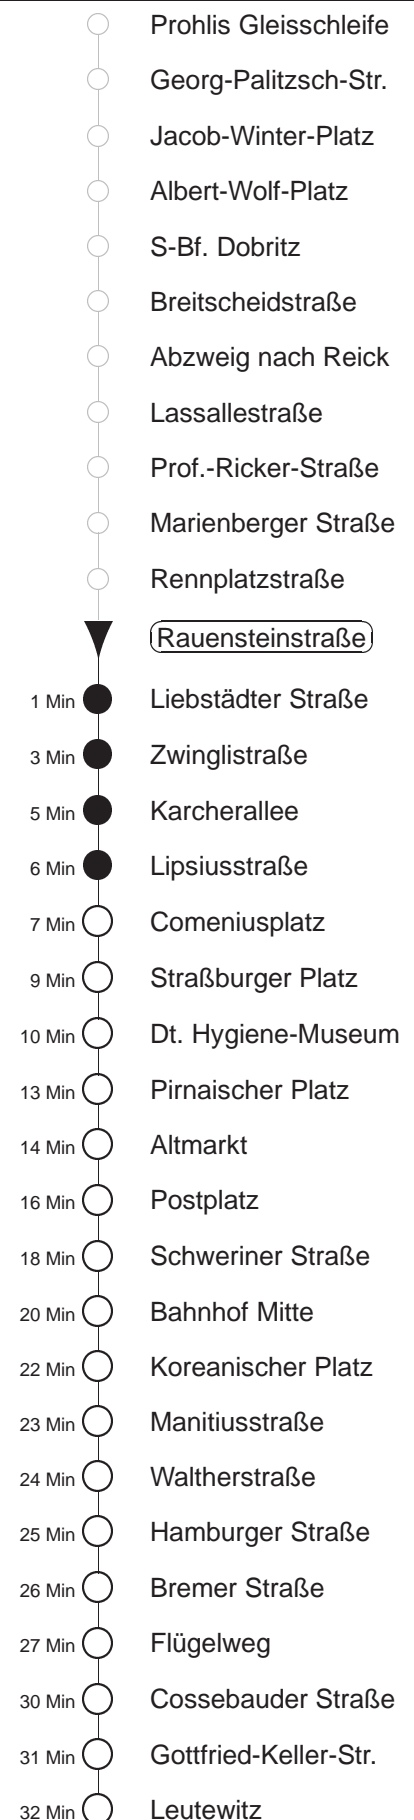 Prohlis Gleisschleife
Georg-Palitzsch-Str.
Jacob-Winter-Platz
Albert-Wolf-Platz
S-Bf. Dobritz
Breitscheidstraße
Abzweig nach Reick
Lassallestraße
Prof.-Ricker-Straße
Marienberger Straße
Rennplatzstraße
Rauensteinstraße
1 Min Liebstädter Straße
3 Min Zwinglistraße
5 Min Karcherallee
6 Min Lipsiusstraße
7 Min Comeniusplatz
9 Min Straßburger Platz
10 Min Dt. Hygiene-Museum
13 Min Pirnaischer Platz
14 Min Altmarkt
16 Min Postplatz
18 Min Schweriner Straße
20 Min Bahnhof Mitte
22 Min Koreanischer Platz
23 Min Manitiusstraße
24 Min Waltherstraße
25 Min Hamburger Straße
26 Min Bremer Straße
27 Min Flügelweg
30 Min Cossebauder Straße
31 Min Gottfried-Keller-Str.
32 Min Leutewitz